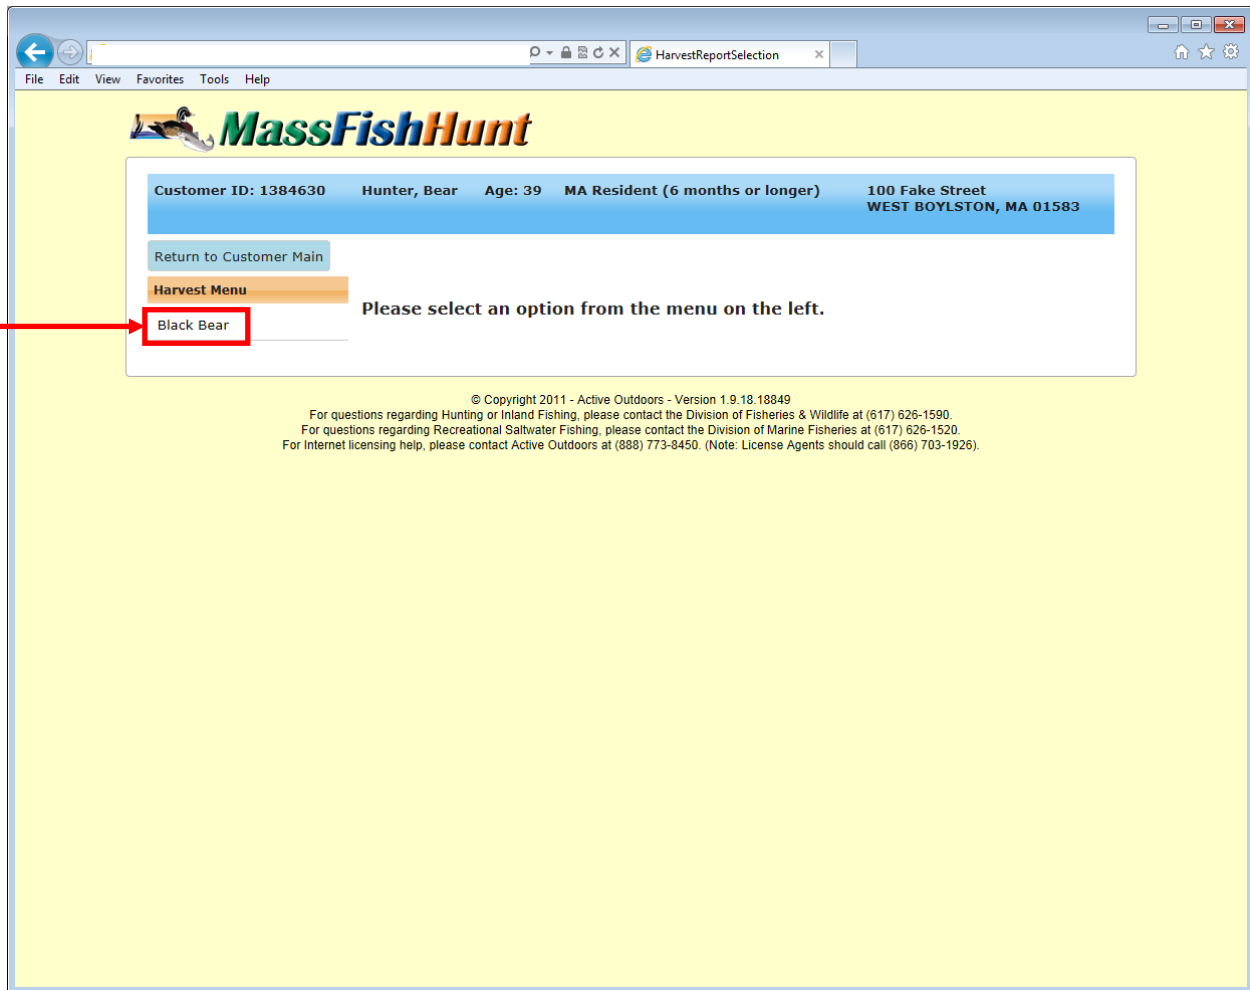 HarvestReportSelection
File Edit View Favorites Tools Help
MassFishHunt
Customer ID: 1384630 Hunter, Bear Age: 39 MA Resident (6 months or longer) 100 Fake Street
WEST BOYLSTON, MA 01583
Return to Customer Main
Harvest Menu
Please select an option from the menu on the left.
Black Bear
© Copyright 2011 - Active Outdoors - Version 1.9.18.18849
For questions regarding Hunting or Inland Fishing, please contact the Division of Fisheries & Wildlife at (617) 626-1590.
For questions regarding Recreational Saltwater Fishing, please contact the Division of Marine Fisheries at (617) 626-1520.
For Internet licensing help, please contact Active Outdoors at (888) 773-8450. (Note: License Agents should call (866) 703-1926).